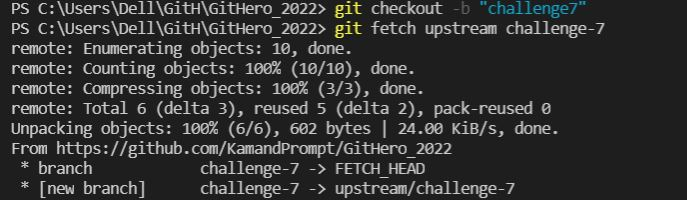 PS C:\Users\Dell\GitH\GitHero_2022> git checkout -b "challenge7"
PS C:\Users\Dell\GitH\GitHero_2022> git fetch upstream challenge-7
remote: Enumerating objects: 10, done.
remote: Counting objects: 100% (10/10), done.
remote: Compressing objects: 100% (3/3), done.
remote: Total 6 (delta 3), reused 5 (delta 2), pack-reused 0
Unpacking objects: 100% (6/6), 602 bytes | 24.00 KiB/s, done.
From https://github.com/KamandPrompt/GitHero_2022
 * branch            challenge-7 -> FETCH_HEAD
 * [new branch]      challenge-7 -> upstream/challenge-7